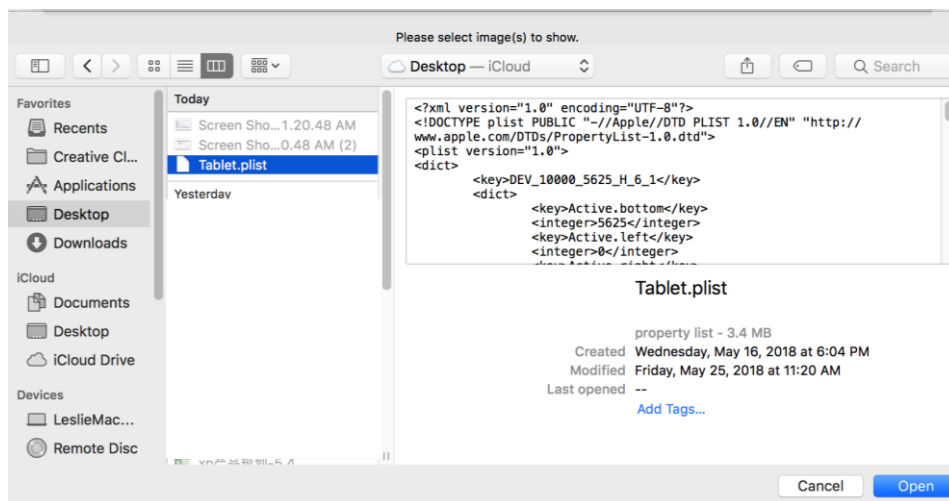 Please select image(s) to show.
Desktop — iCloud
Search
Favorites
Recents
Creative Cl...
Applications
Desktop
Downloads
iCloud
Documents
Desktop
iCloud Drive
Devices
LeslieMac...
Remote Disc
Today
Screen Sho...1.20.48 AM
Screen Sho...0.48 AM (2)
Tablet.plist
Yesterday
<?xml version="1.0" encoding="UTF-8"?>
<!DOCTYPE plist PUBLIC "-//Apple//DTD PLIST 1.0//EN" "http://
www.apple.com/DTDs/PropertyList-1.0.dtd">
<plist version="1.0">
<dict>
<key>DEV_10000_5625_H_6_1</key>
<dict>
<key>Active.bottom</key>
<integer>5625</integer>
<key>Active.left</key>
<integer>0</integer>
<key>Active.right</key>
Tablet.plist
property list - 3.4 MB
Created Wednesday, May 16, 2018 at 6:04 PM
Modified Friday, May 25, 2018 at 11:20 AM
Last opened --
Add Tags...
Cancel
Open